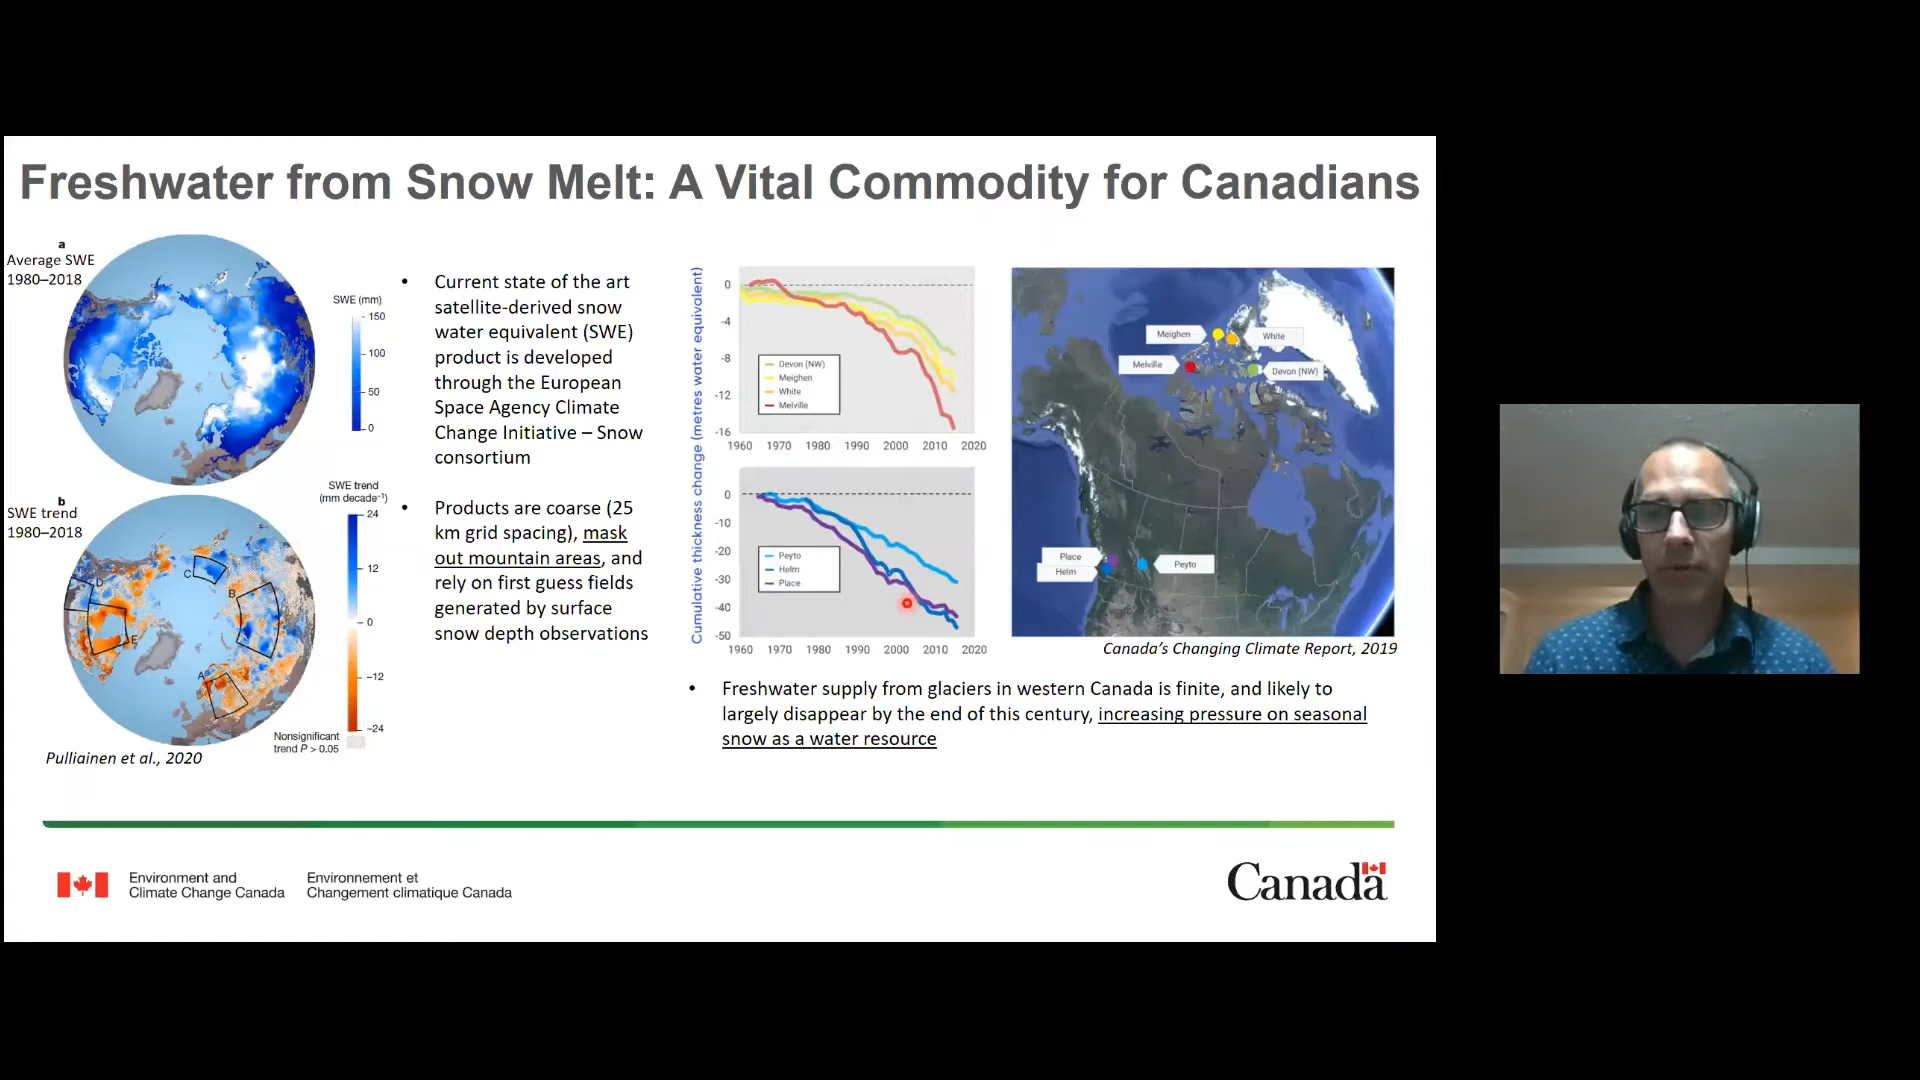 Freshwater from Snow Melt: A Vital Commodity for Canadians
a
Average SWE
1980–2018
SWE (mm)
150
100
50
0
b
SWE trend
1980–2018
SWE trend
(mm decade⁻¹)
24
12
0
−12
−24
D
C
B
E
A
Nonsignificant
trend P > 0.05
Pulliainen et al., 2020
• Current state of the art
satellite-derived snow
water equivalent (SWE)
product is developed
through the European
Space Agency Climate
Change Initiative – Snow
consortium
• Products are coarse (25
km grid spacing), mask
out mountain areas, and
rely on first guess fields
generated by surface
snow depth observations
Cumulative thickness change (metres water equivalent)
0
-4
-8
-12
-16
Devon (NW)
Meighen
White
Melville
1960 1970 1980 1990 2000 2010 2020
0
-10
-20
-30
-40
-50
Peyto
Helm
Place
1960 1970 1980 1990 2000 2010 2020
Meighen
White
Melville
Devon (NW)
Place
Helm
Peyto
Canada's Changing Climate Report, 2019
• Freshwater supply from glaciers in western Canada is finite, and likely to
largely disappear by the end of this century, increasing pressure on seasonal
snow as a water resource
Environment and
Climate Change Canada
Environnement et
Changement climatique Canada
Canada